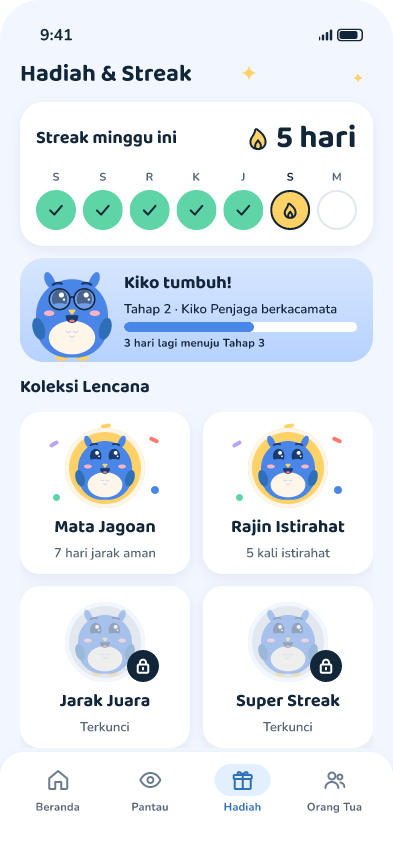 9:41
Hadiah & Streak
Streak minggu ini
5 hari
S S R K J S M
Kiko tumbuh!
Tahap 2 · Kiko Penjaga berkacamata
3 hari lagi menuju Tahap 3
Koleksi Lencana
Mata Jagoan
7 hari jarak aman
Rajin Istirahat
5 kali istirahat
Jarak Juara
Terkunci
Super Streak
Terkunci
Beranda Pantau Hadiah Orang Tua